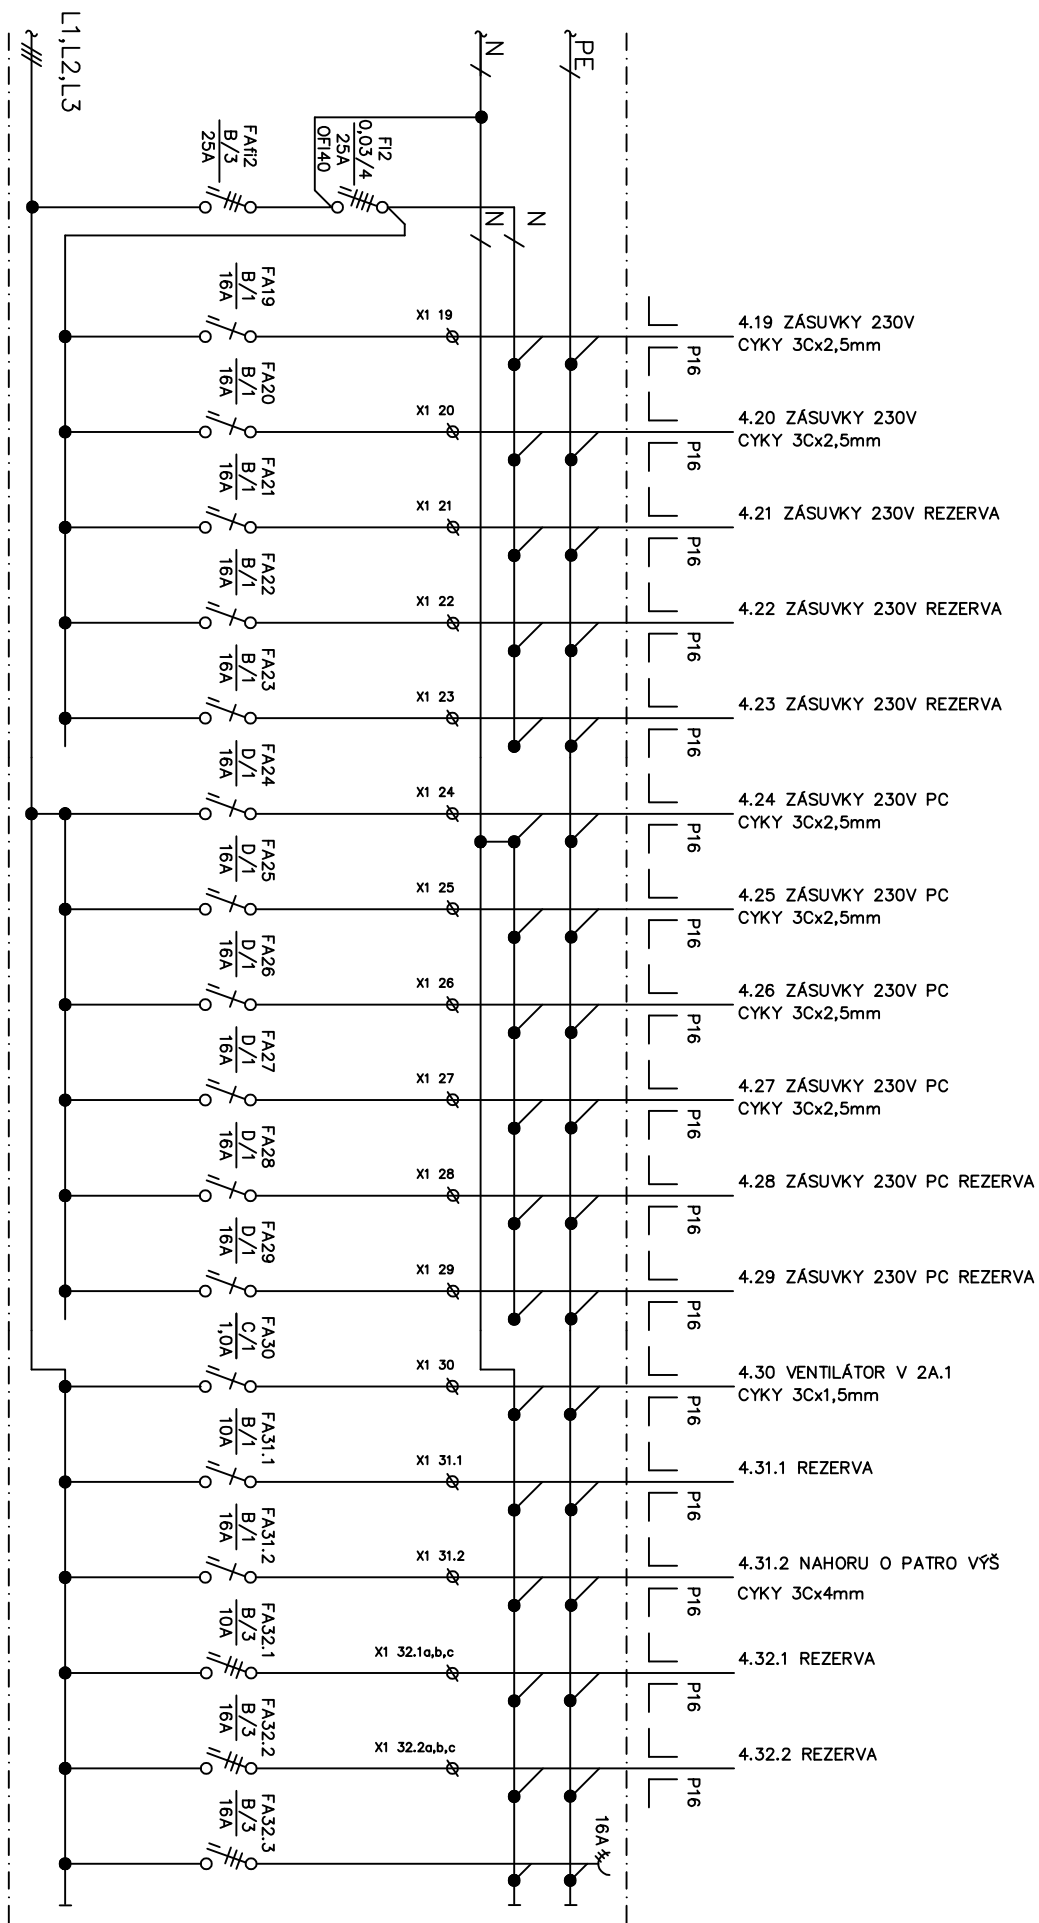 L1,L2,L3
N
PE
FAfi2
B/3
25A
FI2
0,03/4
25A
OFI40
N
N
FA19
B/1
16A
X1 19
P16
4.19 ZÁSUVKY 230V
CYKY 3Cx2,5mm
FA20
B/1
16A
X1 20
P16
4.20 ZÁSUVKY 230V
CYKY 3Cx2,5mm
FA21
B/1
16A
X1 21
P16
4.21 ZÁSUVKY 230V REZERVA
FA22
B/1
16A
X1 22
P16
4.22 ZÁSUVKY 230V REZERVA
FA23
B/1
16A
X1 23
P16
4.23 ZÁSUVKY 230V REZERVA
FA24
D/1
16A
X1 24
P16
4.24 ZÁSUVKY 230V PC
CYKY 3Cx2,5mm
FA25
D/1
16A
X1 25
P16
4.25 ZÁSUVKY 230V PC
CYKY 3Cx2,5mm
FA26
D/1
16A
X1 26
P16
4.26 ZÁSUVKY 230V PC
CYKY 3Cx2,5mm
FA27
D/1
16A
X1 27
P16
4.27 ZÁSUVKY 230V PC
CYKY 3Cx2,5mm
FA28
D/1
16A
X1 28
P16
4.28 ZÁSUVKY 230V PC REZERVA
FA29
D/1
16A
X1 29
P16
4.29 ZÁSUVKY 230V PC REZERVA
FA30
C/1
1,0A
X1 30
P16
4.30 VENTILÁTOR V 2A.1
CYKY 3Cx1,5mm
FA31.1
B/1
10A
X1 31.1
P16
4.31.1 REZERVA
FA31.2
B/1
16A
X1 31.2
P16
4.31.2 NAHORU O PATRO VÝŠ
CYKY 3Cx4mm
FA32.1
B/3
10A
X1 32.1a,b,c
P16
4.32.1 REZERVA
FA32.2
B/3
16A
X1 32.2a,b,c
P16
4.32.2 REZERVA
FA32.3
B/3
16A
16A